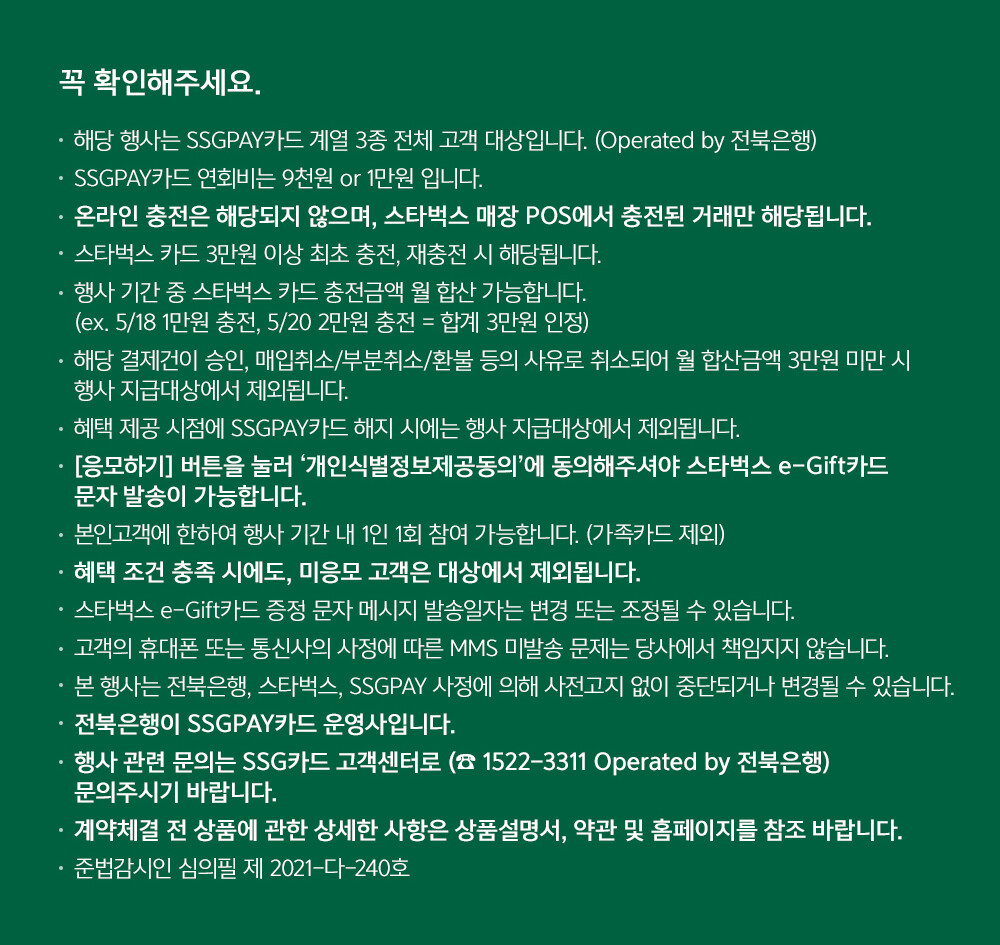 꼭 확인해주세요.
· 해당 행사는 SSGPAY카드 계열 3종 전체 고객 대상입니다. (Operated by 전북은행)
· SSGPAY카드 연회비는 9천원 or 1만원 입니다.
· 온라인 충전은 해당되지 않으며, 스타벅스 매장 POS에서 충전된 거래만 해당됩니다.
· 스타벅스 카드 3만원 이상 최초 충전, 재충전 시 해당됩니다.
· 행사 기간 중 스타벅스 카드 충전금액 월 합산 가능합니다.
(ex. 5/18 1만원 충전, 5/20 2만원 충전 = 합계 3만원 인정)
· 해당 결제건이 승인, 매입취소/부분취소/환불 등의 사유로 취소되어 월 합산금액 3만원 미만 시
행사 지급대상에서 제외됩니다.
· 혜택 제공 시점에 SSGPAY카드 해지 시에는 행사 지급대상에서 제외됩니다.
· [응모하기] 버튼을 눌러 ‘개인식별정보제공동의’에 동의해주셔야 스타벅스 e-Gift카드
문자 발송이 가능합니다.
· 본인고객에 한하여 행사 기간 내 1인 1회 참여 가능합니다. (가족카드 제외)
· 혜택 조건 충족 시에도, 미응모 고객은 대상에서 제외됩니다.
· 스타벅스 e-Gift카드 증정 문자 메시지 발송일자는 변경 또는 조정될 수 있습니다.
· 고객의 휴대폰 또는 통신사의 사정에 따른 MMS 미발송 문제는 당사에서 책임지지 않습니다.
· 본 행사는 전북은행, 스타벅스, SSGPAY 사정에 의해 사전고지 없이 중단되거나 변경될 수 있습니다.
· 전북은행이 SSGPAY카드 운영사입니다.
· 행사 관련 문의는 SSG카드 고객센터로 (☎ 1522-3311 Operated by 전북은행)
문의주시기 바랍니다.
· 계약체결 전 상품에 관한 상세한 사항은 상품설명서, 약관 및 홈페이지를 참조 바랍니다.
· 준법감시인 심의필 제 2021-다-240호